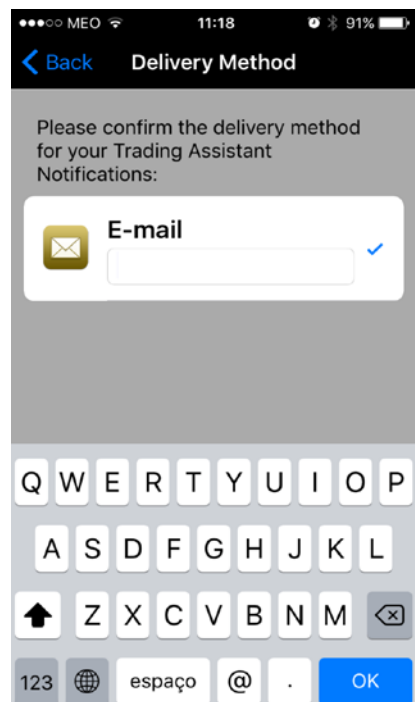 MEO 11:18 91%
Back Delivery Method
Please confirm the delivery method
for your Trading Assistant
Notifications:
E-mail
Q W E R T Y U I O P
A S D F G H J K L
Z X C V B N M
123 espaço @ . OK